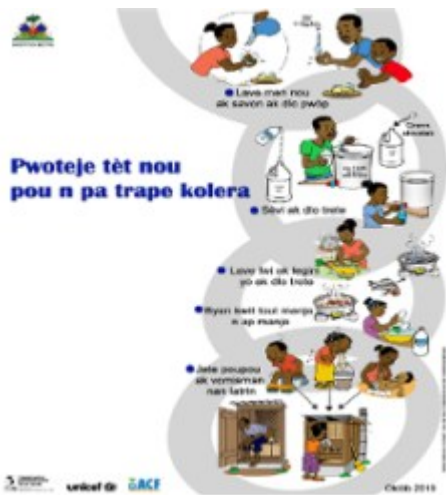 Lave men nou
ak savon ak dlo pwòp
Pwoteje tèt nou
pou n pa trape kolera
Sèvi ak dlo trete
Lave fwi ak legim
yo ak dlo trete
Byen kwit tout manje
n ap manje
Jete poupou
ak vomisman
nan latrin
unicef
ACF